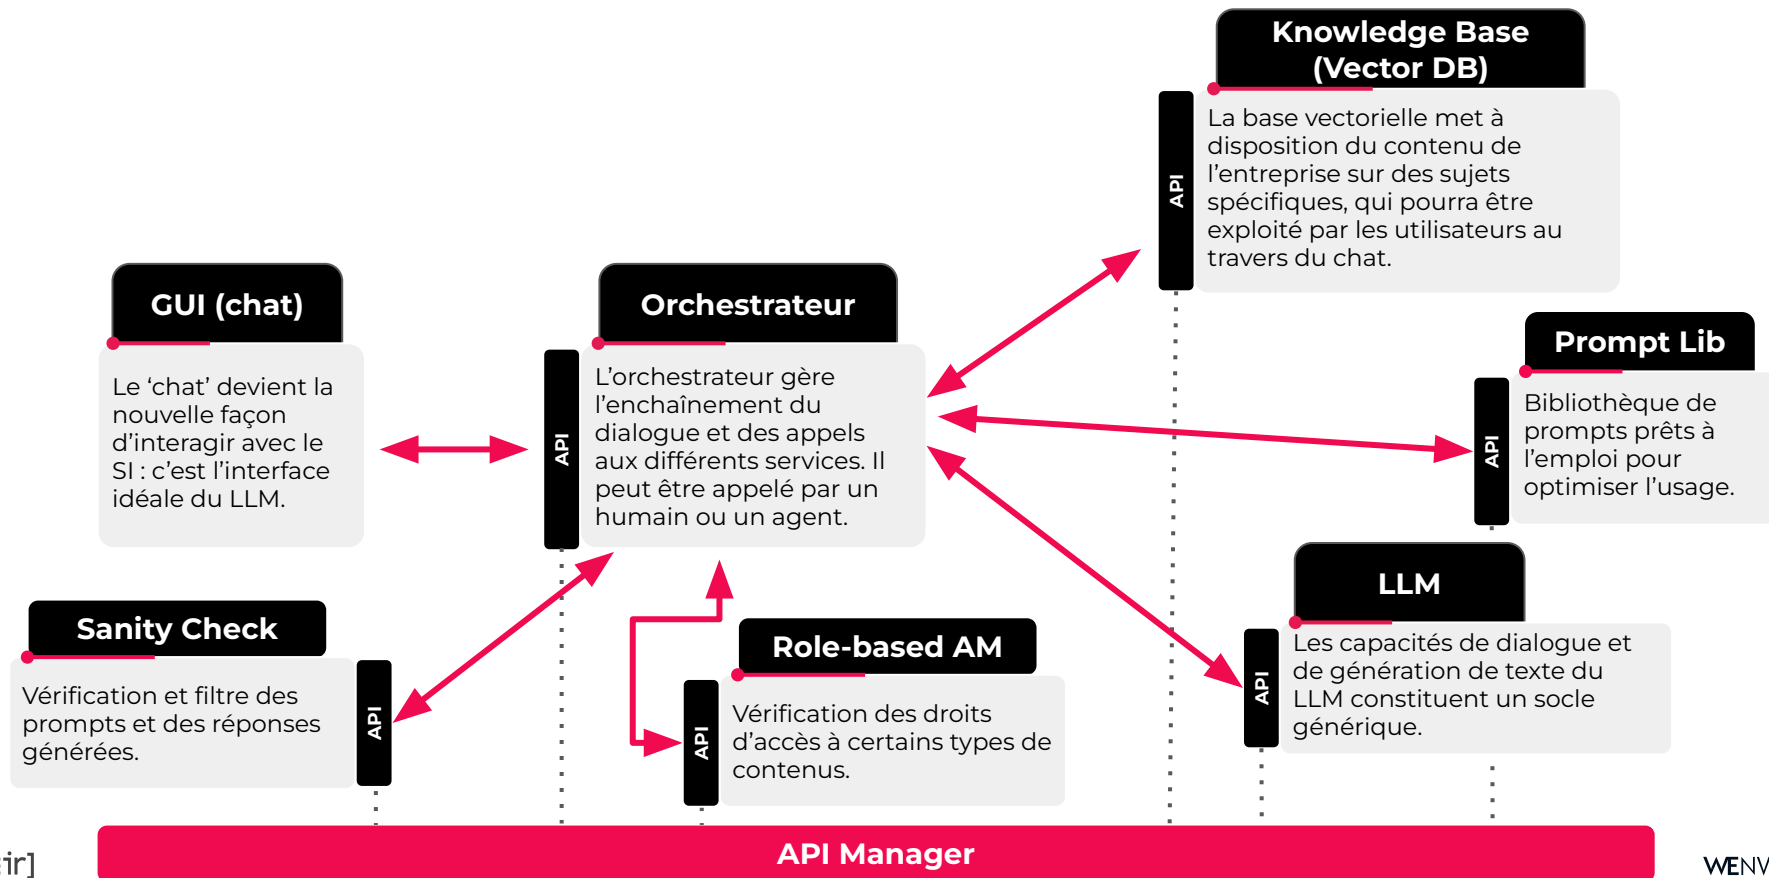 Knowledge Base
(Vector DB)
API
La base vectorielle met à
disposition du contenu de
l’entreprise sur des sujets
spécifiques, qui pourra être
exploité par les utilisateurs au
travers du chat.
GUI (chat)
Le ‘chat’ devient la
nouvelle façon
d’interagir avec le
SI : c’est l’interface
idéale du LLM.
Orchestrateur
API
L’orchestrateur gère
l’enchaînement du
dialogue et des appels
aux différents services. Il
peut être appelé par un
humain ou un agent.
Prompt Lib
API
Bibliothèque de
prompts prêts à
l’emploi pour
optimiser l’usage.
LLM
API
Les capacités de dialogue et
de génération de texte du
LLM constituent un socle
générique.
Sanity Check
Vérification et filtre des
prompts et des réponses
générées.
API
Role-based AM
API
Vérification des droits
d’accès à certains types de
contenus.
API Manager